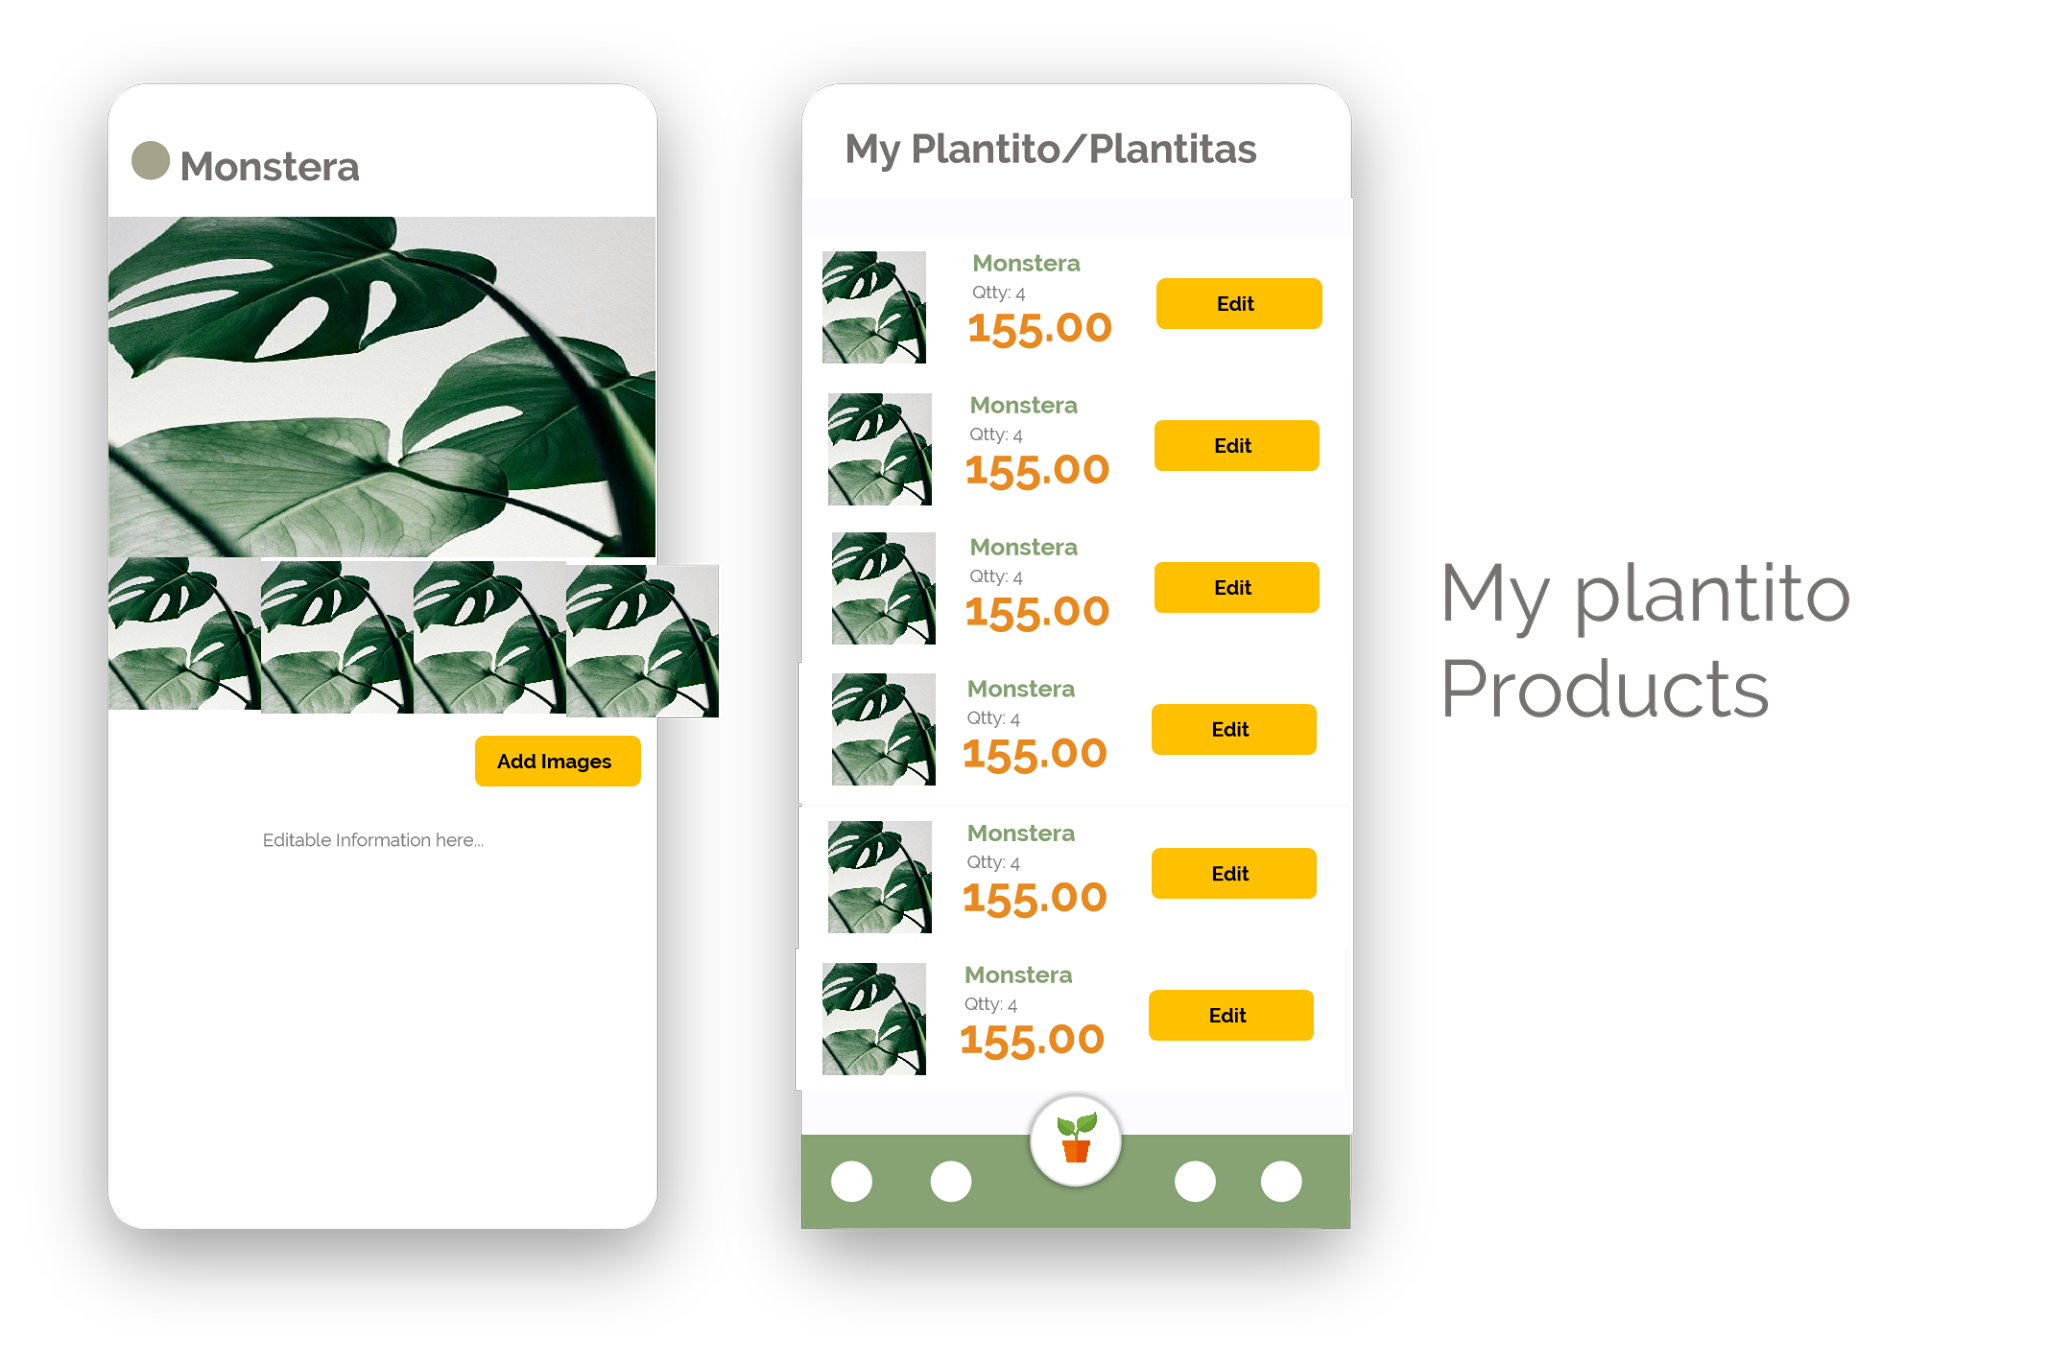 Monstera
Add Images
Editable Information here...
My Plantito/Plantitas
Monstera
Qtty: 4
155.00
Edit
Monstera
Qtty: 4
155.00
Edit
Monstera
Qtty: 4
155.00
Edit
Monstera
Qtty: 4
155.00
Edit
Monstera
Qtty: 4
155.00
Edit
Monstera
Qtty: 4
155.00
Edit
My plantito
Products